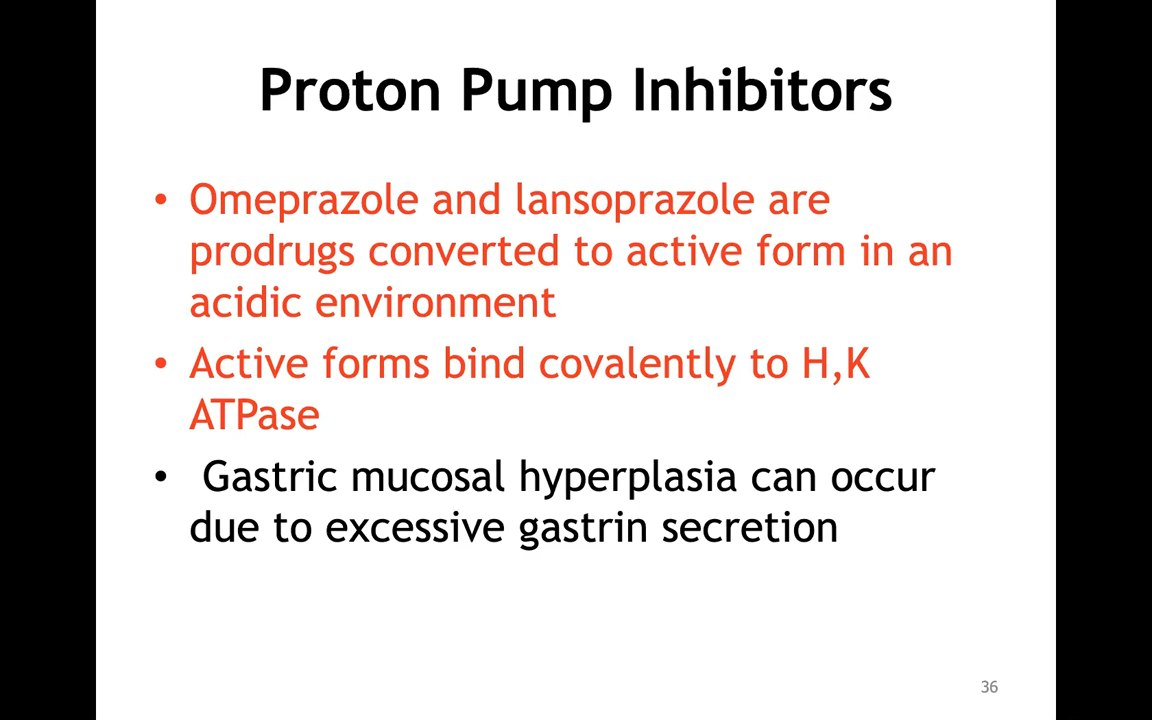 Proton Pump Inhibitors
• Omeprazole and lansoprazole are
prodrugs converted to active form in an
acidic environment
• Active forms bind covalently to H,K
ATPase
• Gastric mucosal hyperplasia can occur
due to excessive gastrin secretion
36